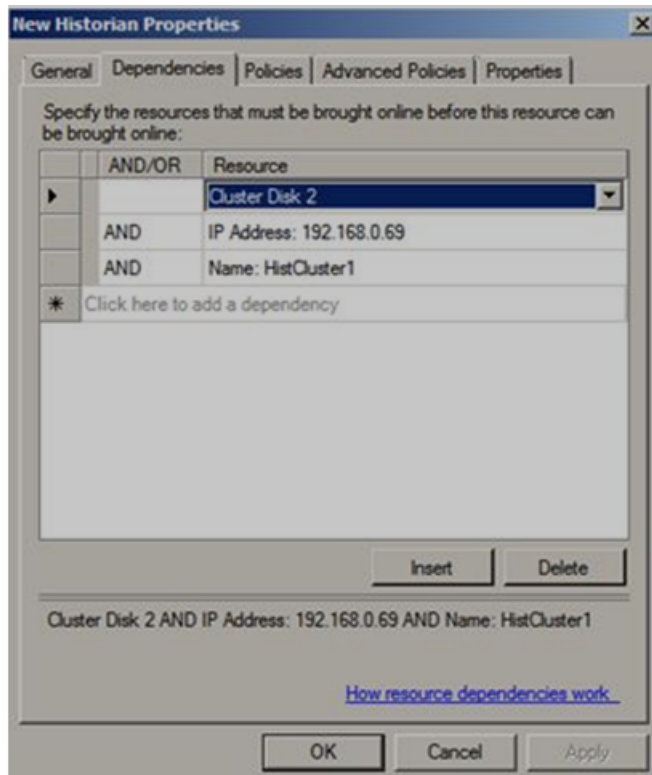 New Historian Properties
General Dependencies Policies Advanced Policies Properties
Specify the resources that must be brought online before this resource can
be brought online:
AND/OR Resource
Cluster Disk 2
AND IP Address: 192.168.0.69
AND Name: HistCluster1
Click here to add a dependency
Insert Delete
Cluster Disk 2 AND IP Address: 192.168.0.69 AND Name: HistCluster1
How resource dependencies work
OK Cancel Apply